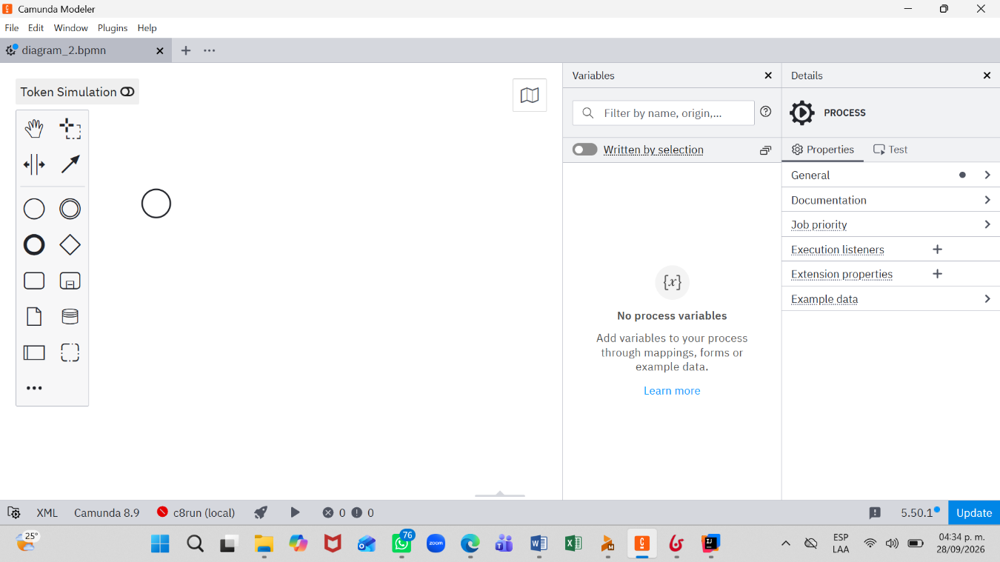 Camunda Modeler
File Edit Window Plugins Help
diagram_2.bpmn
Token Simulation
Variables
Filter by name, origin,...
Written by selection
{x}
No process variables
Add variables to your process
through mappings, forms or
example data.
Learn more
Details
PROCESS
Properties Test
General
Documentation
Job priority
Execution listeners
Extension properties
Example data
XML Camunda 8.9 c8run (local) 0 0 5.50.1 Update
25°
76
zoom
ESP
LAA
04:34 p. m.
28/09/2026